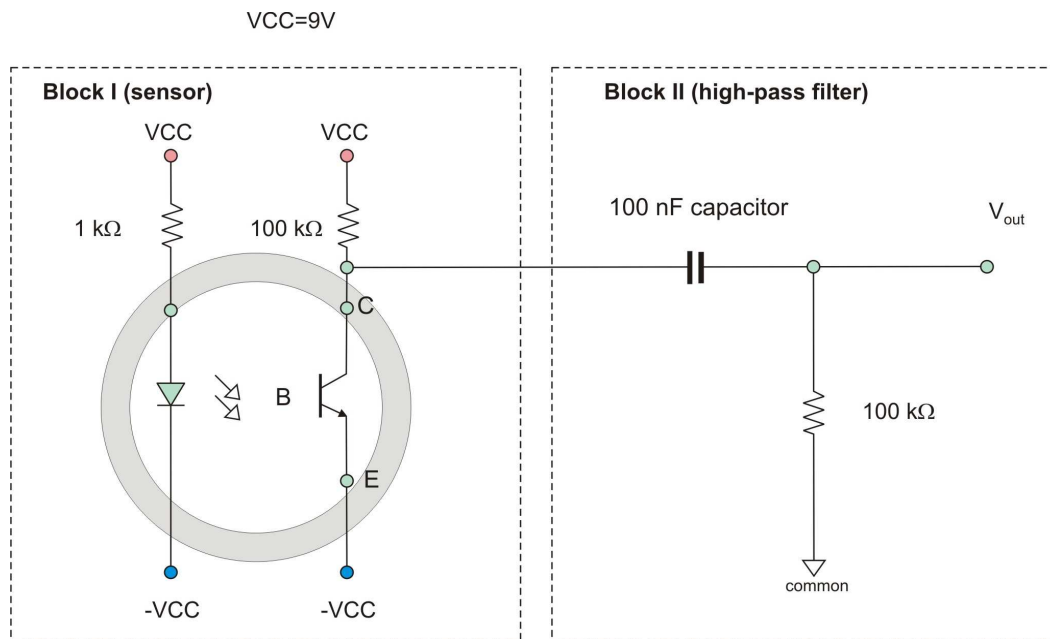 VCC=9V
Block I (sensor)
VCC
VCC
1 kΩ
100 kΩ
C
B
E
-VCC
-VCC
Block II (high-pass filter)
100 nF capacitor
Vout
100 kΩ
common